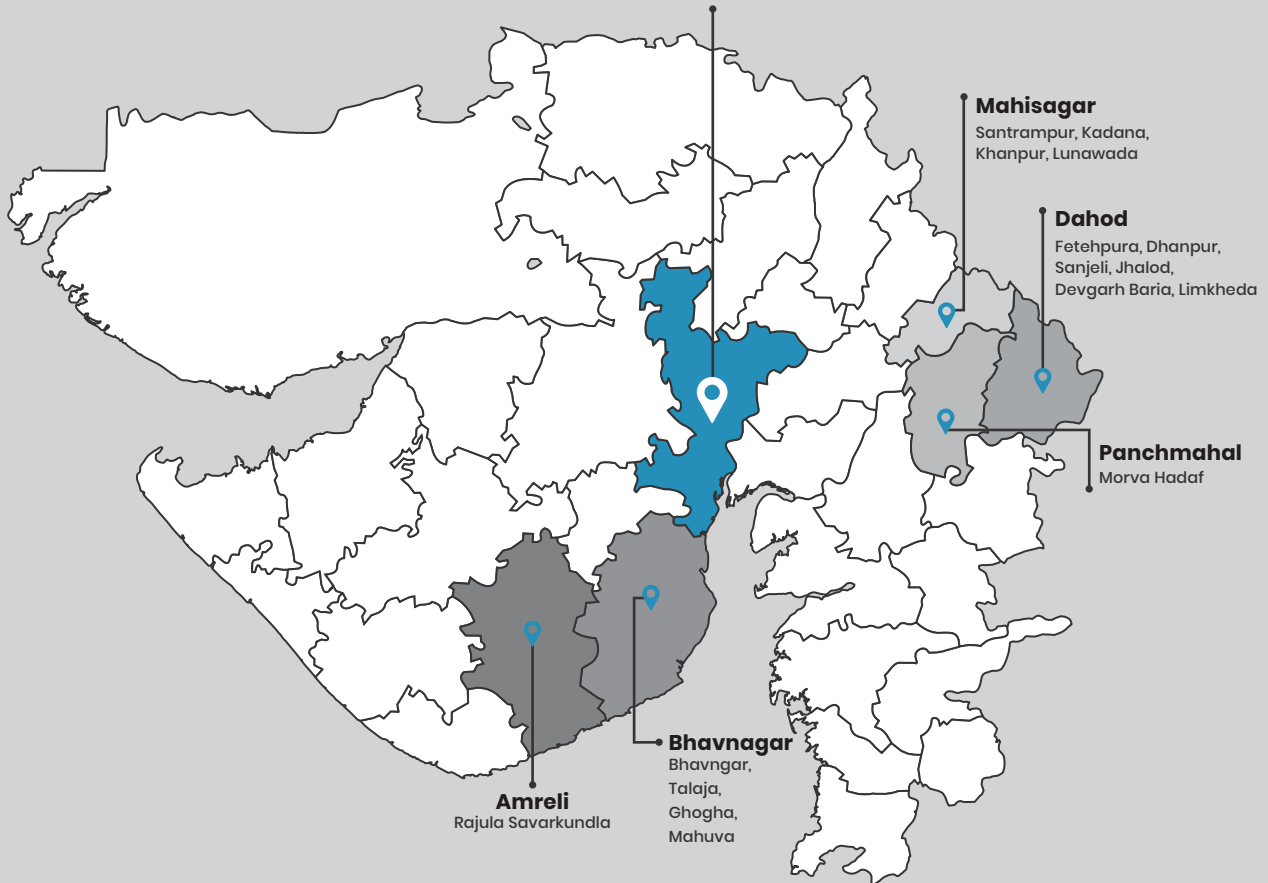 Mahisagar
Santrampur, Kadana,
Khanpur, Lunawada
Dahod
Fetehpura, Dhanpur,
Sanjeli, Jhalod,
Devgarh Baria, Limkheda
Panchmahal
Morva Hadaf
Bhavnagar
Bhavngar,
Talaja,
Ghogha,
Mahuva
Amreli
Rajula Savarkundla